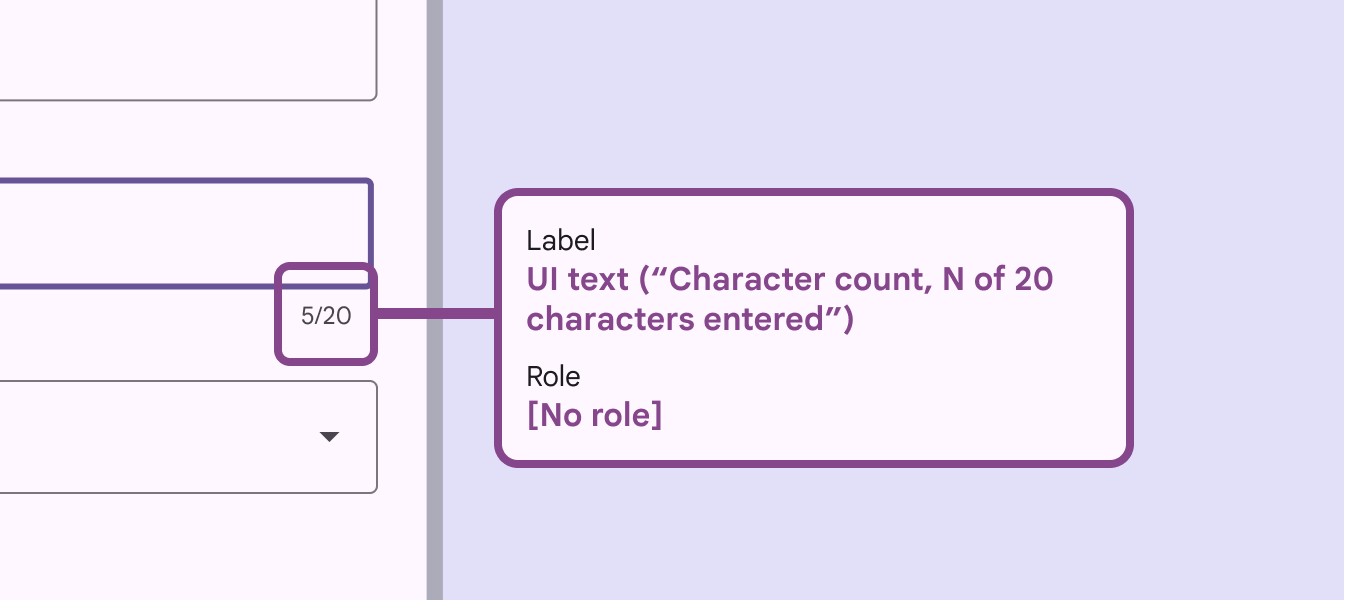 5/20
Label
UI text (“Character count, N of 20
characters entered”)
Role
[No role]